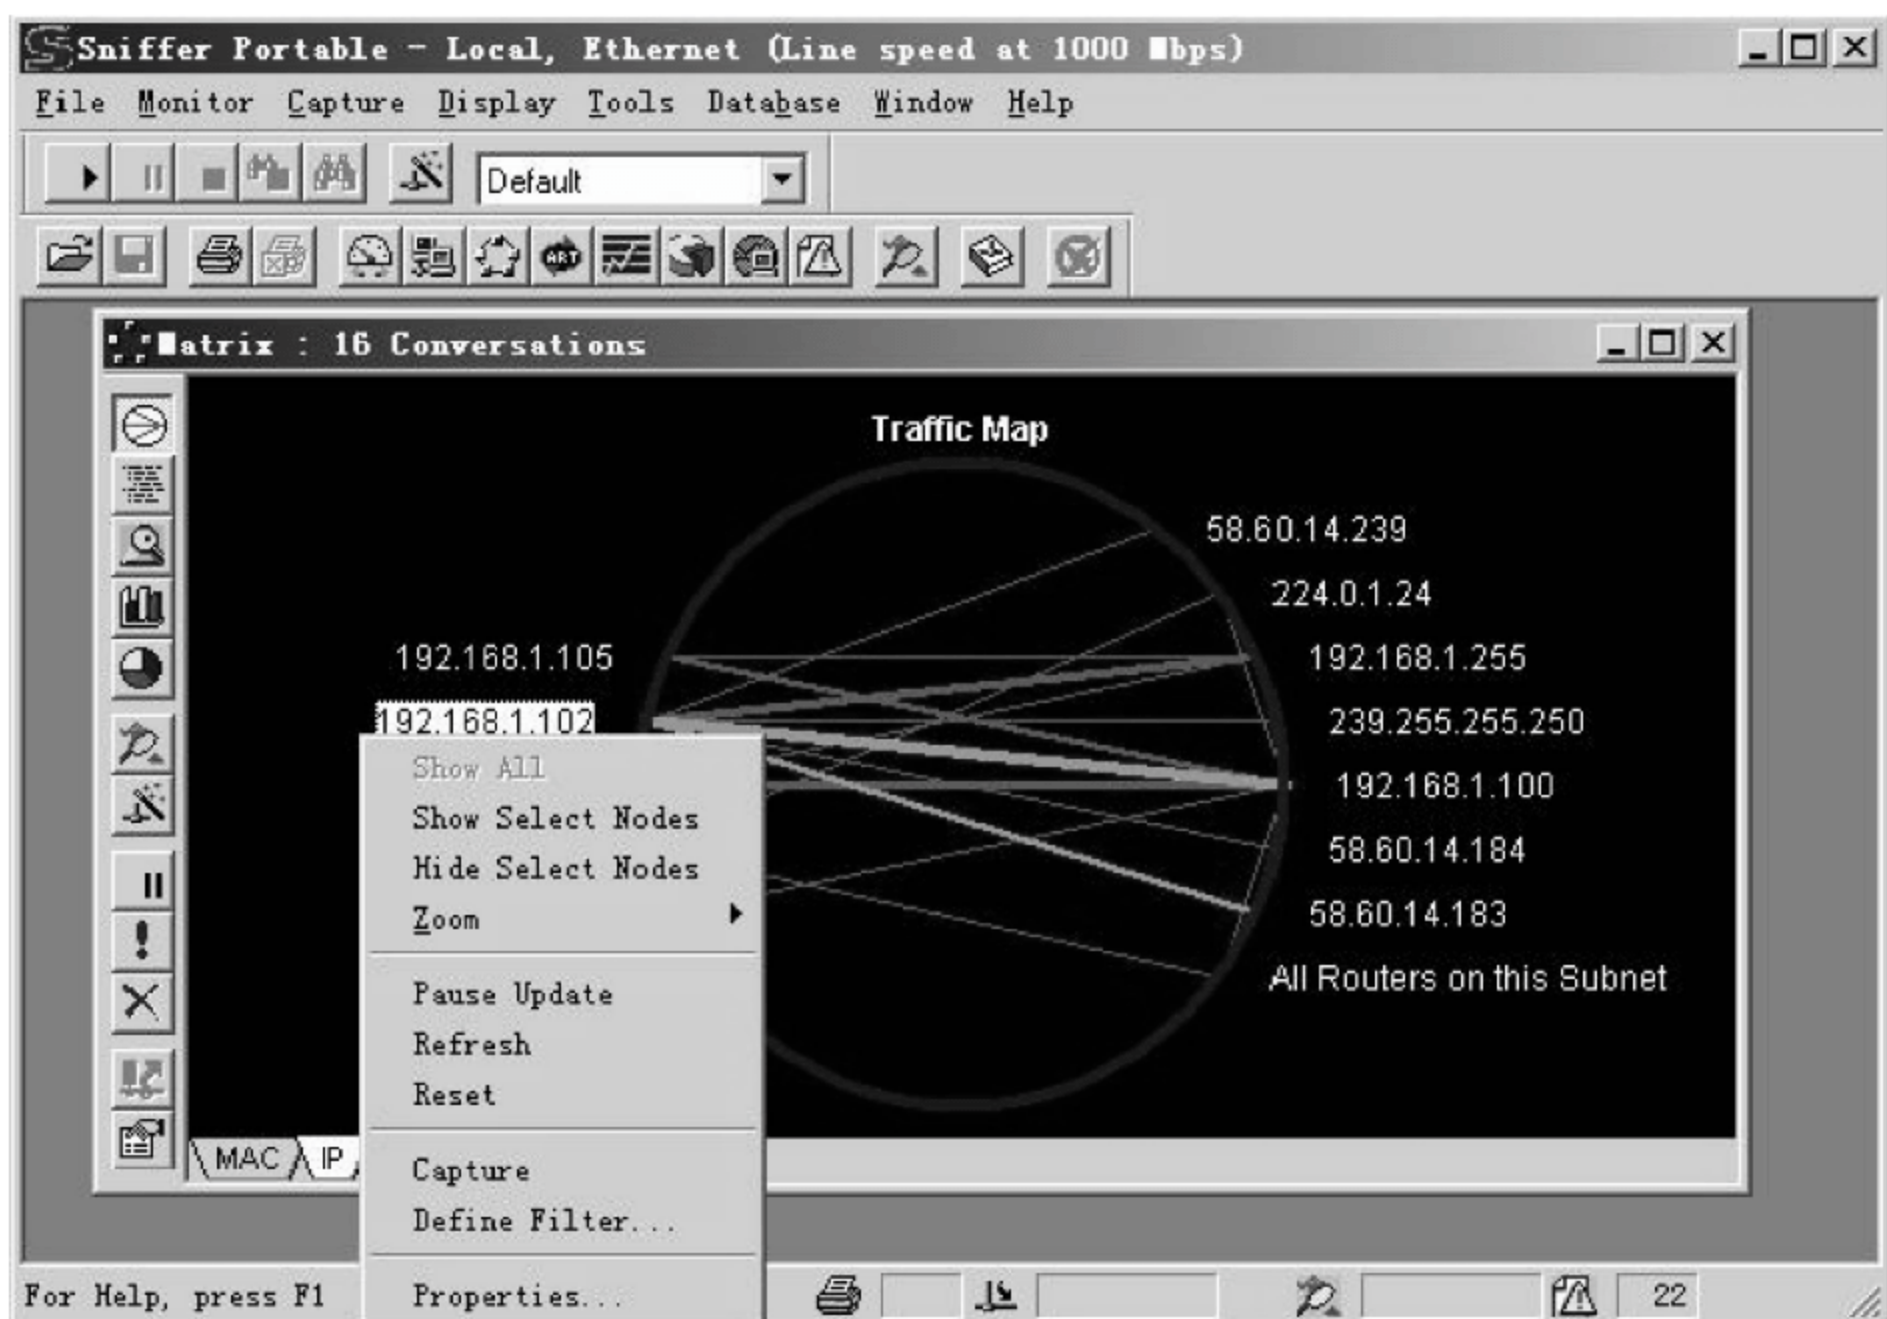 Sniffer Portable - Local, Ethernet (Line speed at 1000 Mbps)
File Monitor Capture Display Tools Database Window Help
Default
ART
Matrix : 16 Conversations
Traffic Map
58.60.14.239
224.0.1.24
192.168.1.105
192.168.1.255
192.168.1.102
239.255.255.250
192.168.1.100
58.60.14.184
58.60.14.183
All Routers on this Subnet
Show All
Show Select Nodes
Hide Select Nodes
Zoom
Pause Update
Refresh
Reset
Capture
Define Filter...
Properties...
MAC IP
For Help, press F1
22